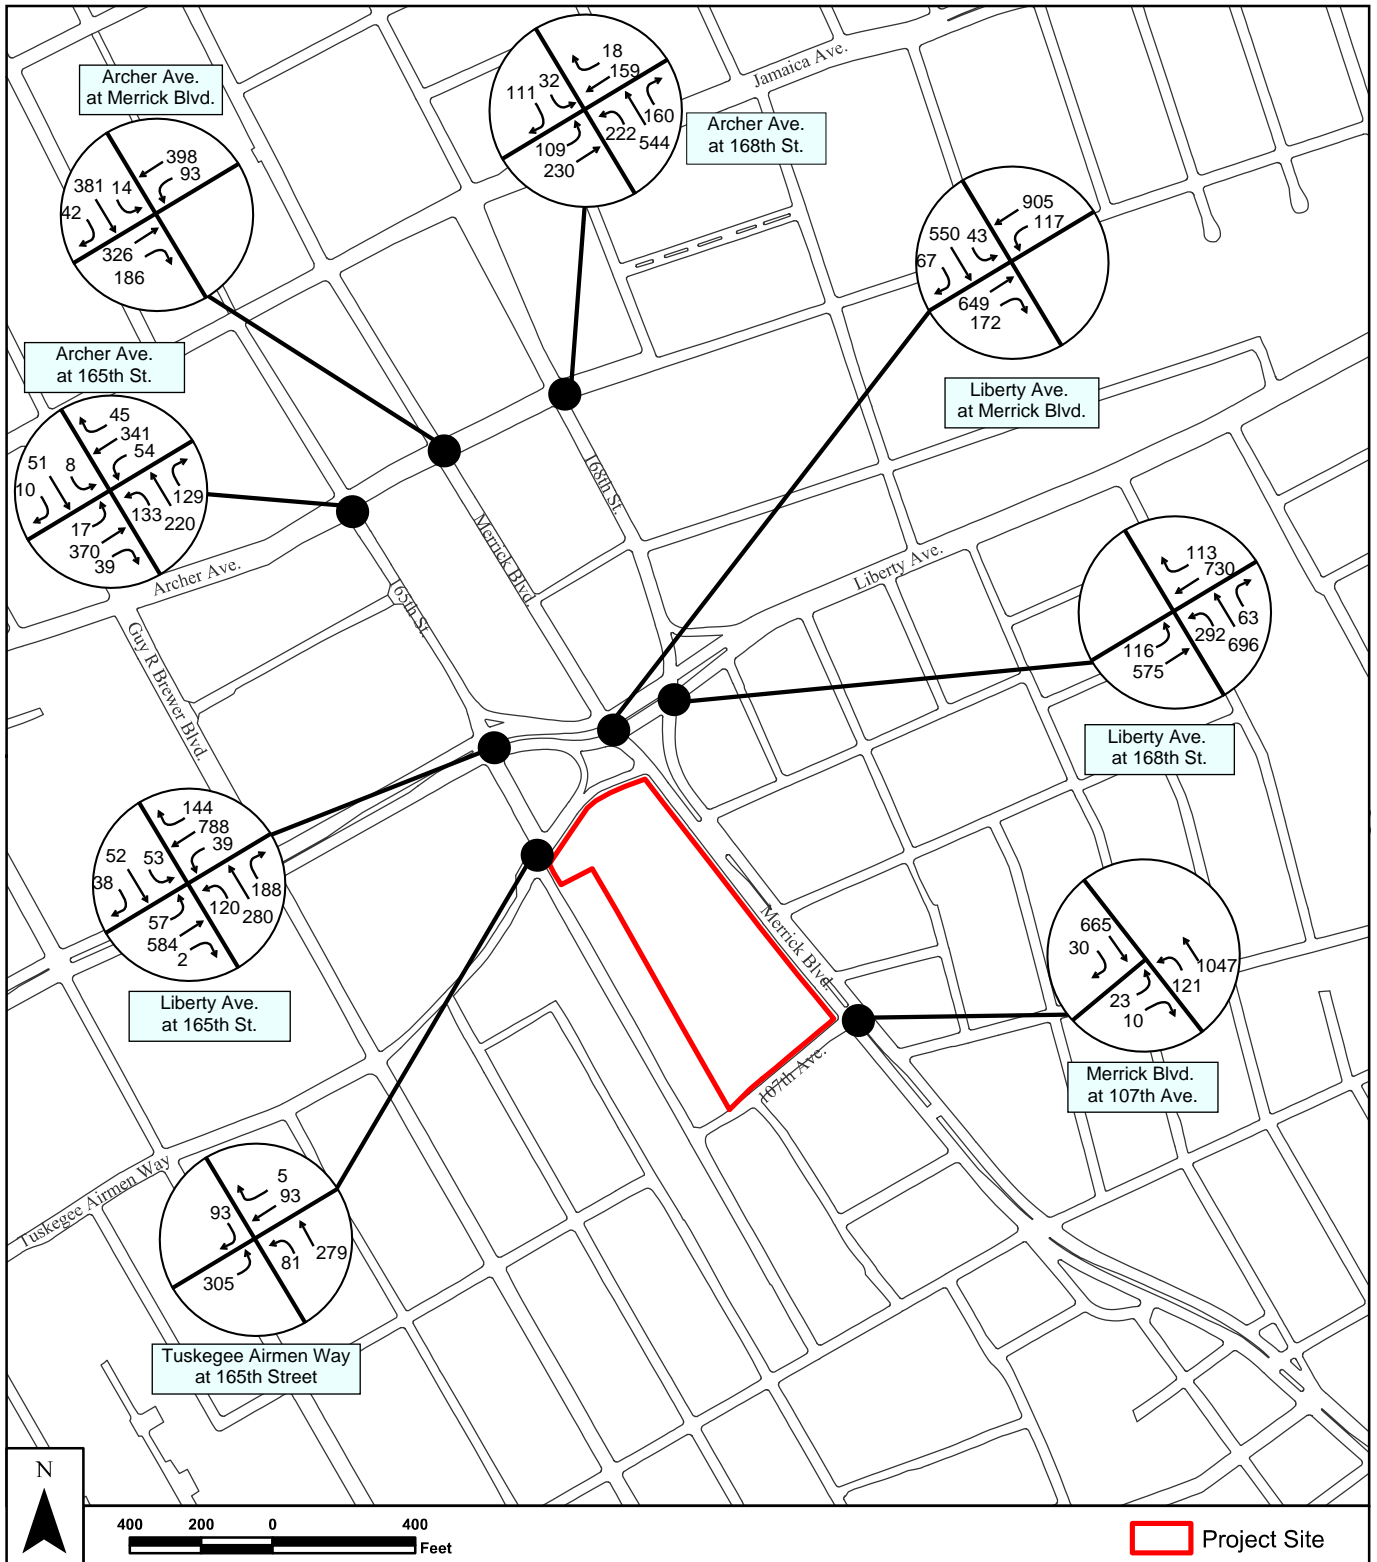 Archer Ave.
at Merrick Blvd.
398
93
381 14
42
326
186
18
159
111 32
160
222 544
109
230
Archer Ave.
at 168th St.
Jamaica Ave.
905
117
550 43
67
649
172
Liberty Ave.
at Merrick Blvd.
Archer Ave.
at 165th St.
45
341
54
51 8
10
129
133 220
17
370
39
Archer Ave.
168th St.
Merrick Blvd.
165th St.
Liberty Ave.
Guy R Brewer Blvd.
113
730
63
292 696
116
575
Liberty Ave.
at 168th St.
144
788
39
52 53
38
188
120 280
57
584
2
Liberty Ave.
at 165th St.
Merrick Blvd.
107th Ave.
665
30
1047
121
23
10
Merrick Blvd.
at 107th Ave.
Tuskegee Airmen Way
5
93
93
279
81
305
Tuskegee Airmen Way
at 165th Street
N
400 200 0 400
Feet
Project Site